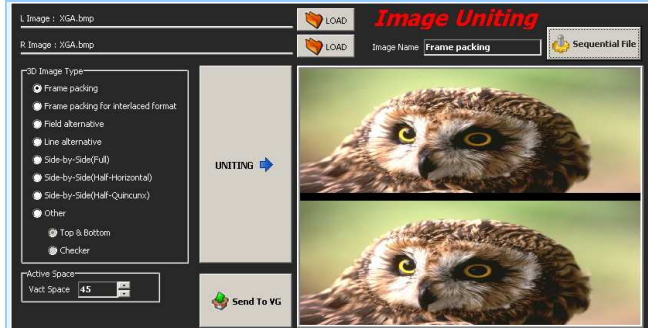 L Image : XGA.bmp
LOAD
Image Uniting
R Image : XGA.bmp
LOAD
Image Name Frame packing
Sequential File
3D Image Type
Frame packing
Frame packing for interlaced format
Field alternative
Line alternative
Side-by-Side(Full)
Side-by-Side(Half-Horizontal)
Side-by-Side(Half-Quincunx)
Other
Top & Bottom
Checker
UNITING
Active Space
Vact Space 45
Send To VG